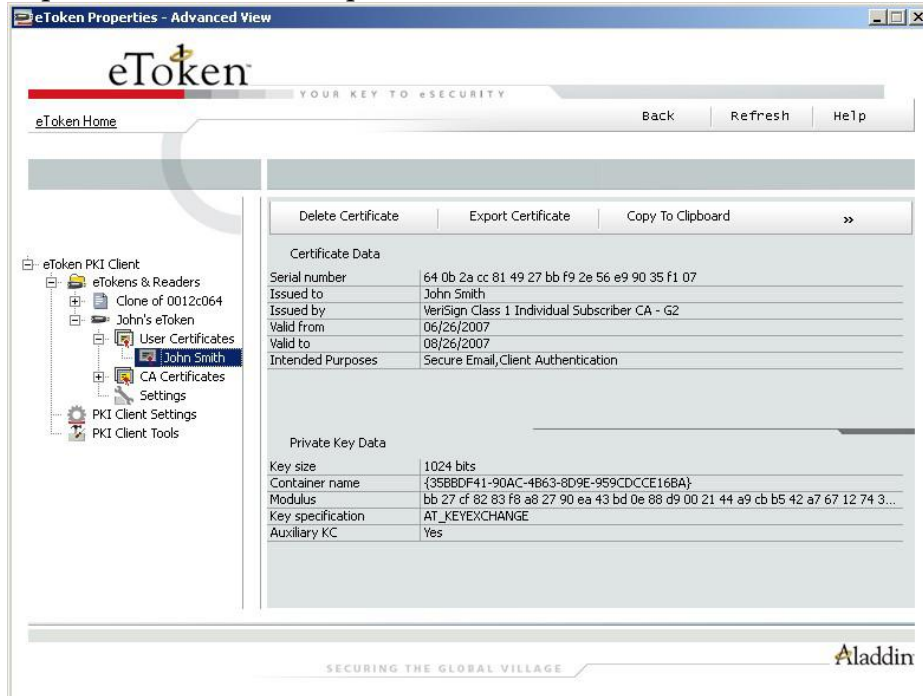 eToken Properties - Advanced View
eToken
YOUR KEY TO eSECURITY
eToken Home
Back Refresh Help
Delete Certificate Export Certificate Copy To Clipboard »
eToken PKI Client
eTokens & Readers
Clone of 0012c064
John's eToken
User Certificates
John Smith
CA Certificates
Settings
PKI Client Settings
PKI Client Tools
Certificate Data
Serial number 64 0b 2a cc 81 49 27 bb f9 2e 56 e9 90 35 f1 07
Issued to John Smith
Issued by VeriSign Class 1 Individual Subscriber CA - G2
Valid from 06/26/2007
Valid to 08/26/2007
Intended Purposes Secure Email,Client Authentication
Private Key Data
Key size 1024 bits
Container name {35BBDF41-90AC-4B63-8D9E-959CDCCE16BA}
Modulus bb 27 cf 82 83 f8 a8 27 90 ea 43 bd 0e 88 d9 00 21 44 a9 cb b5 42 a7 67 12 74 3...
Key specification AT_KEYEXCHANGE
Auxiliary KC Yes
SECURING THE GLOBAL VILLAGE
Aladdin